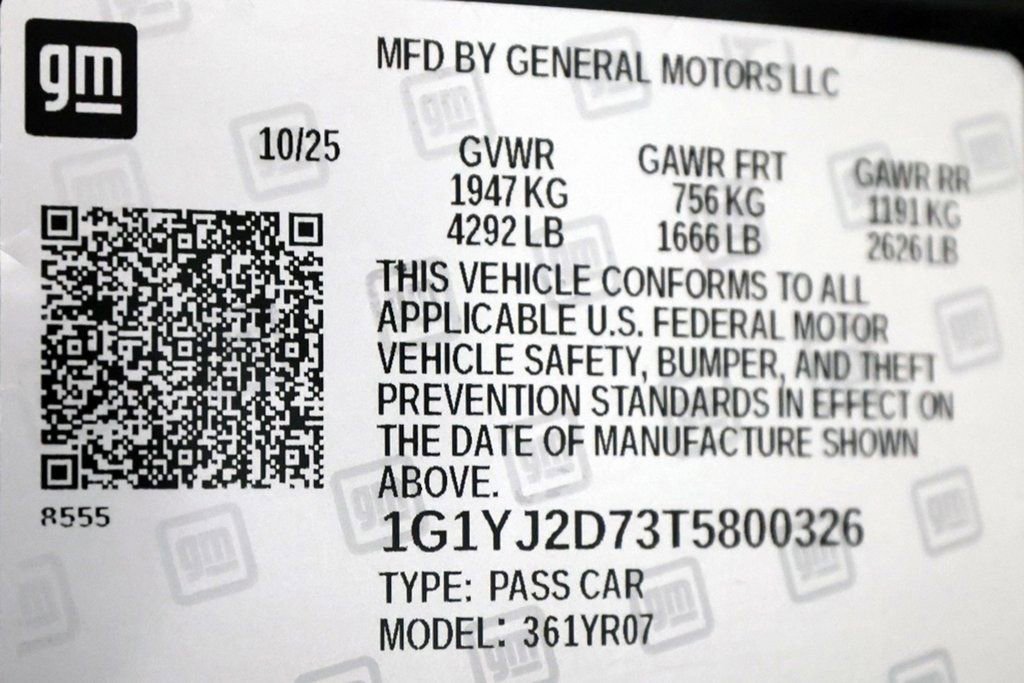 gm
MFD BY GENERAL MOTORS LLC
10/25
GVWR GAWR FRT GAWR RR
1947 KG 756 KG 1191 KG
4292 LB 1666 LB 2626 LB
THIS VEHICLE CONFORMS TO ALL
APPLICABLE U.S. FEDERAL MOTOR
VEHICLE SAFETY, BUMPER, AND THEFT
PREVENTION STANDARDS IN EFFECT ON
THE DATE OF MANUFACTURE SHOWN
ABOVE.
8555
1G1YJ2D73T5800326
TYPE: PASS CAR
MODEL: 361YR07